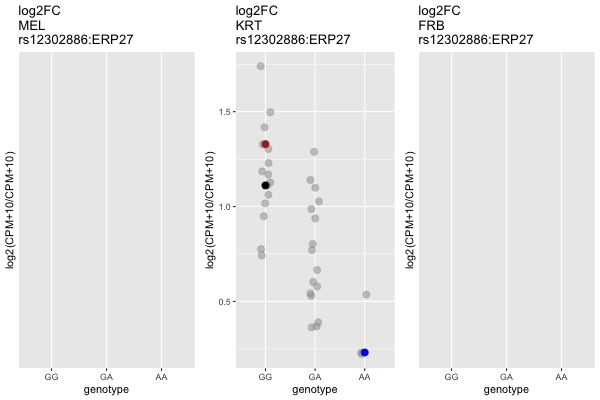 log2FC
MEL
rs12302886:ERP27
log2(CPM+10/CPM+10)
GG
GA
AA
genotype
log2FC
KRT
rs12302886:ERP27
log2(CPM+10/CPM+10)
1.5
1.0
0.5
GG
GA
AA
genotype
log2FC
FRB
rs12302886:ERP27
log2(CPM+10/CPM+10)
GG
GA
AA
genotype